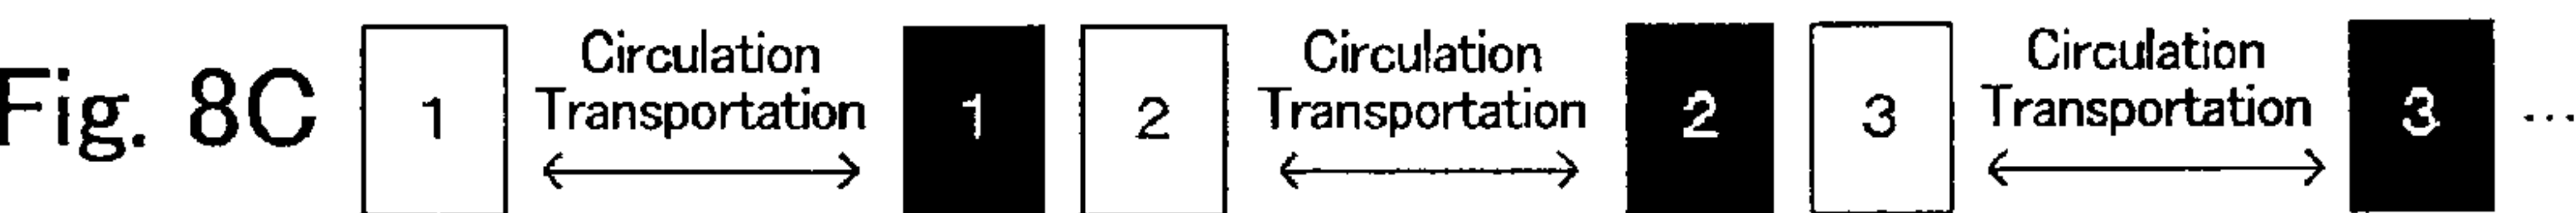 Fig. 8C 1 Circulation Transportation 1 2 Circulation Transportation 2 3 Circulation Transportation 3 ...